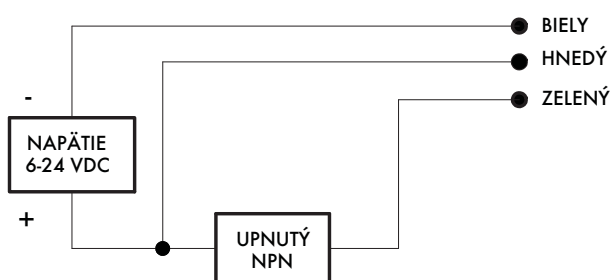 BIELY
HNEDÝ
ZELENÝ
-
NAPÄTIE
6-24 VDC
+
UPNUTÝ
NPN